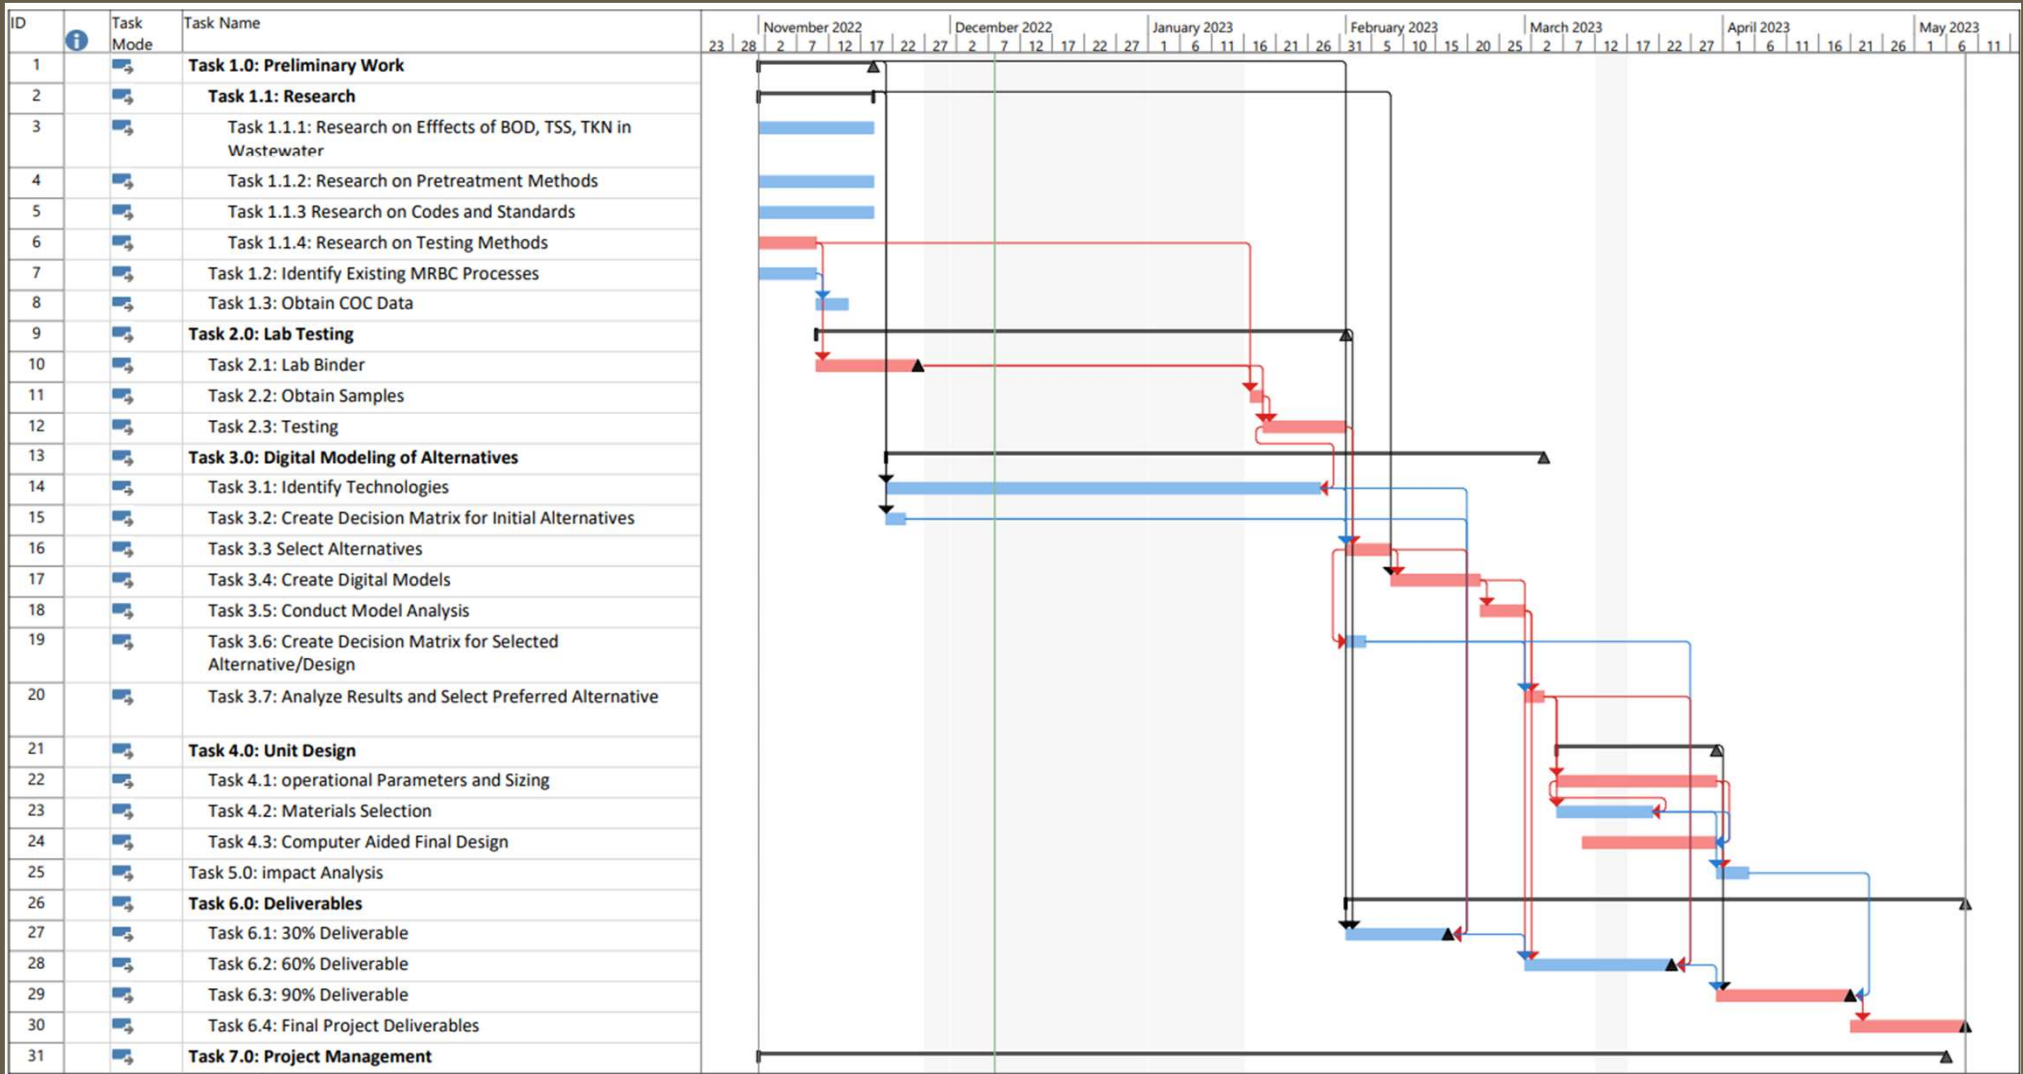 ID Task Mode Task Name
November 2022 December 2022 January 2023 February 2023 March 2023 April 2023 May 2023
23 28 2 7 12 17 22 27 2 7 12 17 22 27 1 6 11 16 21 26 31 5 10 15 20 25 2 7 12 17 22 27 1 6 11 16 21 26 1 6 11
1 Task 1.0: Preliminary Work
2 Task 1.1: Research
3 Task 1.1.1: Research on Efffects of BOD, TSS, TKN in
Wastewater
4 Task 1.1.2: Research on Pretreatment Methods
5 Task 1.1.3 Research on Codes and Standards
6 Task 1.1.4: Research on Testing Methods
7 Task 1.2: Identify Existing MRBC Processes
8 Task 1.3: Obtain COC Data
9 Task 2.0: Lab Testing
10 Task 2.1: Lab Binder
11 Task 2.2: Obtain Samples
12 Task 2.3: Testing
13 Task 3.0: Digital Modeling of Alternatives
14 Task 3.1: Identify Technologies
15 Task 3.2: Create Decision Matrix for Initial Alternatives
16 Task 3.3 Select Alternatives
17 Task 3.4: Create Digital Models
18 Task 3.5: Conduct Model Analysis
19 Task 3.6: Create Decision Matrix for Selected
Alternative/Design
20 Task 3.7: Analyze Results and Select Preferred Alternative
21 Task 4.0: Unit Design
22 Task 4.1: operational Parameters and Sizing
23 Task 4.2: Materials Selection
24 Task 4.3: Computer Aided Final Design
25 Task 5.0: impact Analysis
26 Task 6.0: Deliverables
27 Task 6.1: 30% Deliverable
28 Task 6.2: 60% Deliverable
29 Task 6.3: 90% Deliverable
30 Task 6.4: Final Project Deliverables
31 Task 7.0: Project Management